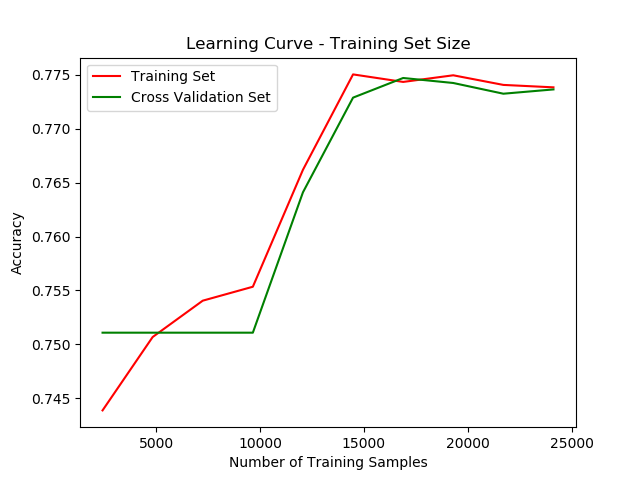 Learning Curve - Training Set Size
Training Set
Cross Validation Set
0.775
0.770
0.765
0.760
0.755
0.750
0.745
Accuracy
5000 10000 15000 20000 25000
Number of Training Samples